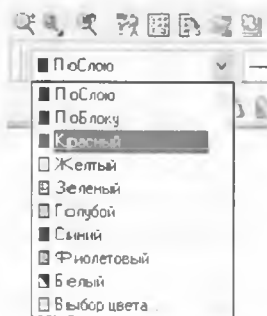 ПоСлою
ПоСлою
ПоБлоку
Красный
Желтый
Зеленый
Голубой
Синий
Фиолетовый
Белый
Выбор цвета